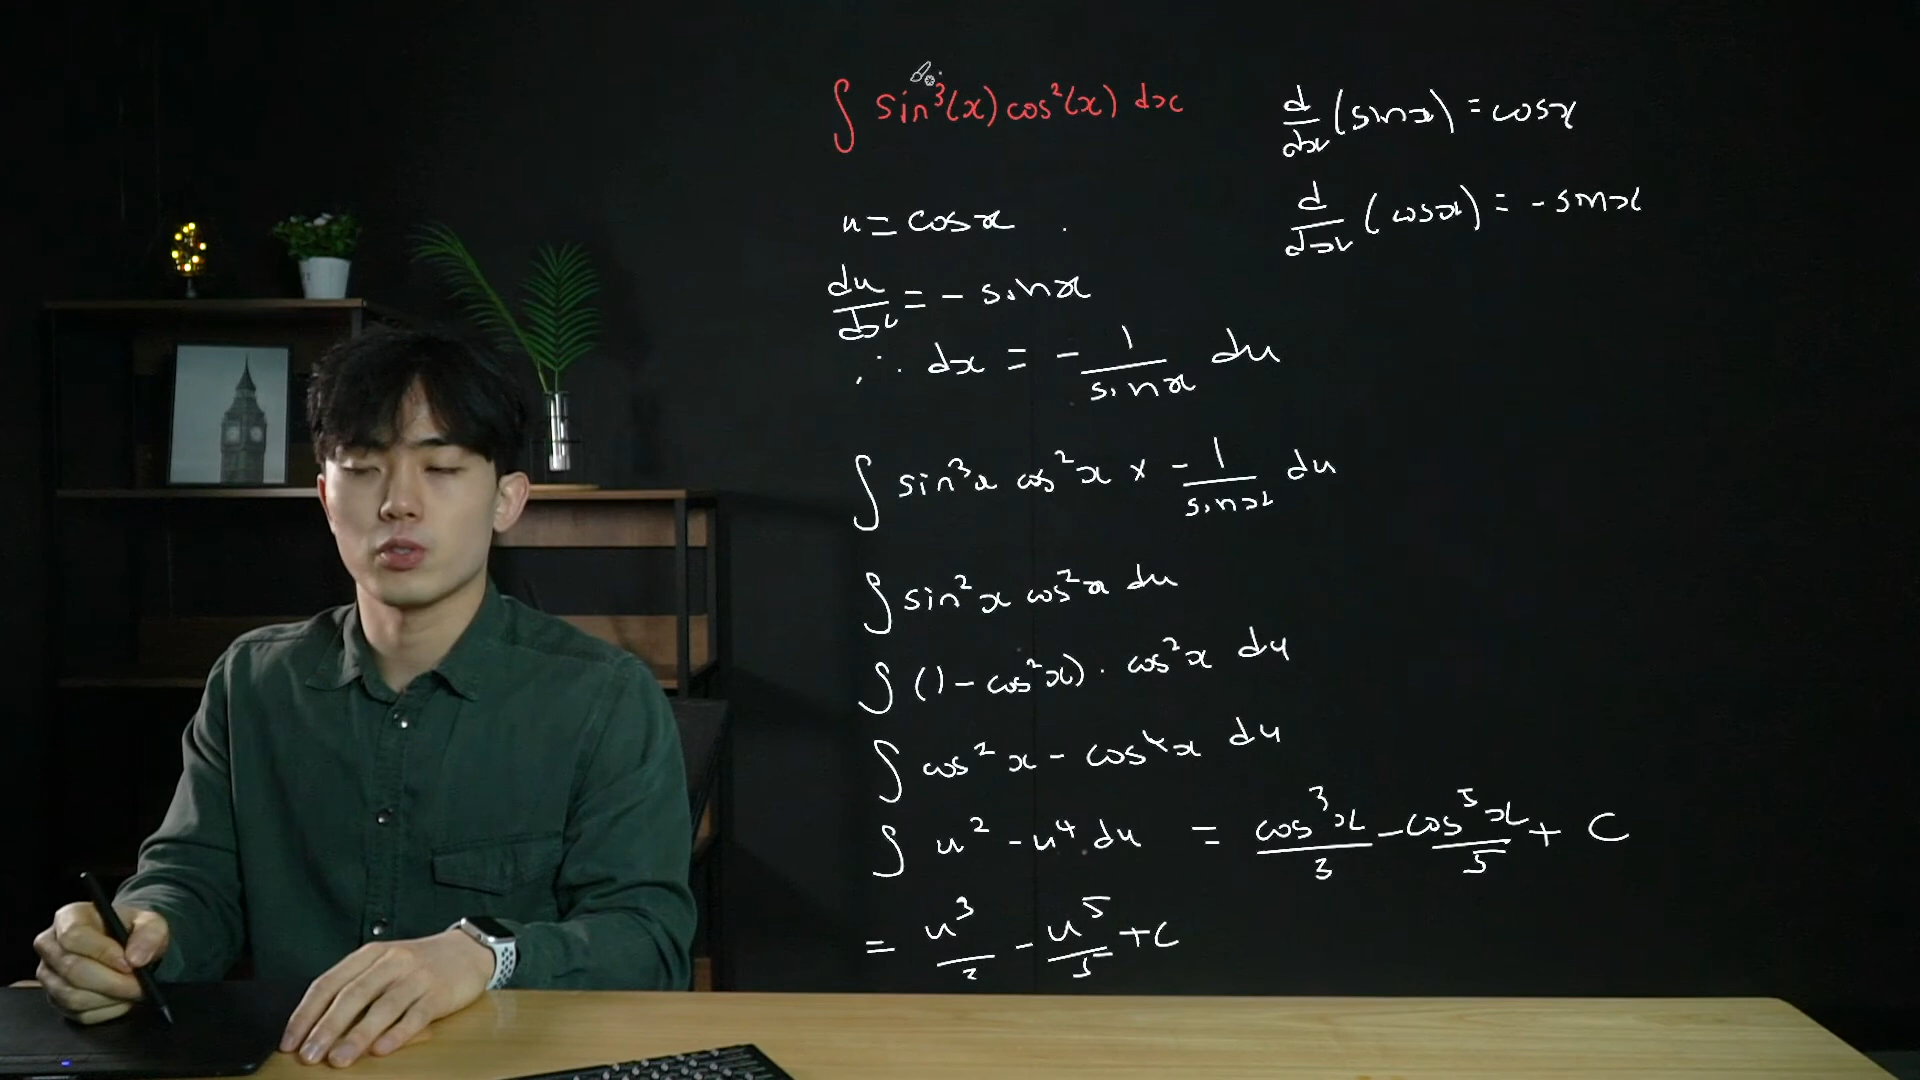 ∫ sin³(x) cos²(x) dx
d/dx (sinx) = cosx
d/dx (cosx) = - sinx
u = cosx
du/dx = - sinx
∴ dx = - 1/sinx du
∫ sin³x cos²x × - 1/sinx du
∫ sin²x cos²x du
∫ (1 - cos²x) · cos²x du
∫ cos²x - cos⁴x du
∫ u² - u⁴ du = cos³x/3 - cos⁵x/5 + C
= u³/3 - u⁵/5 + C